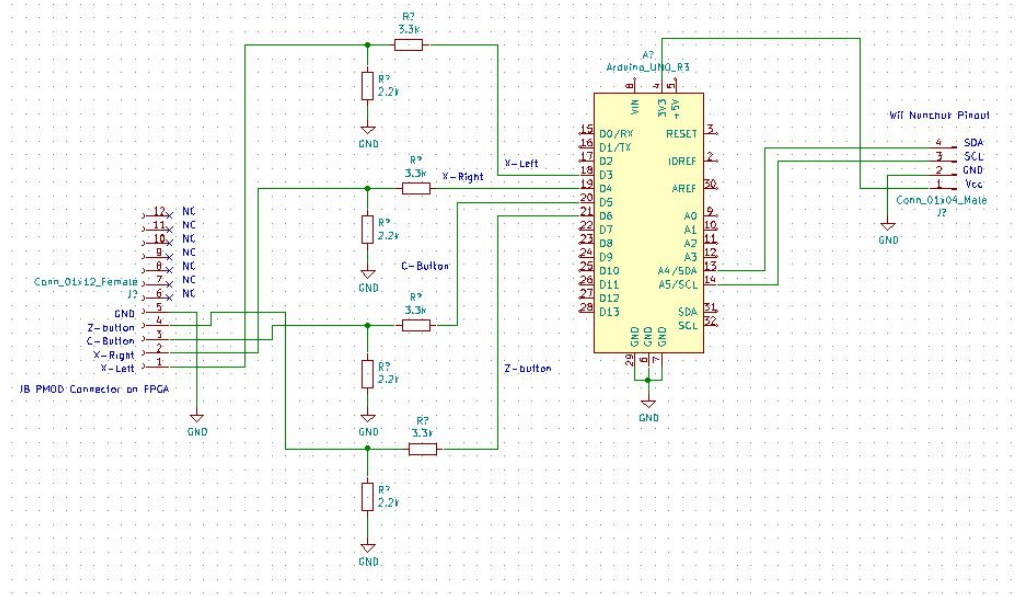 R?
3.3k
R?
2.2k
GND
X-Left
R?
3.3k
X-Right
R?
2.2k
GND
C-Button
R?
3.3k
R?
2.2k
GND
Z-button
R?
3.3k
R?
2.2k
GND
12 NC
11 NC
10 NC
9 NC
8 NC
7 NC
6 NC
Conn_01x12_Female
J?
GND 5
Z-button 4
C-Button 3
X-Right 2
X-Left 1
JB PMOD Connector on FPGA
GND
A?
Arduino_UNO_R3
8 4 5
VIN 3V3 +5V
15 D0/RX RESET 3
16 D1/TX
17 D2 IOREF 2
18 D3
19 D4 AREF 30
20 D5
21 D6 A0 9
22 D7 A1 10
23 D8 A2 11
24 D9 A3 12
25 D10 A4/SDA 13
26 D11 A5/SCL 14
27 D12
28 D13 SDA 31
SCL 32
GND GND GND
29 6 7
GND
Wii Nunchuk Pinout
4 SDA
3 SCL
2 GND
1 Vcc
Conn_01x04_Male
J?
GND